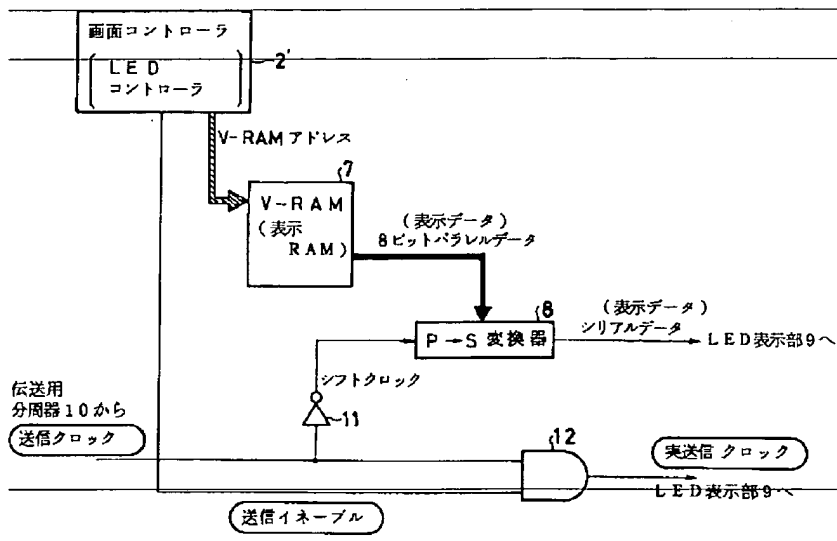 画面コントローラ
LED
コントローラ
2'
V-RAMアドレス
7
V-RAM
(表示
RAM)
(表示データ)
8ビットパラレルデータ
8
P→S 変換器
(表示データ)
シリアルデータ
LED表示部9へ
シフトクロック
伝送用
分周器10から
送信クロック
11
12
実送信 クロック
LED表示部9へ
送信イネーブル